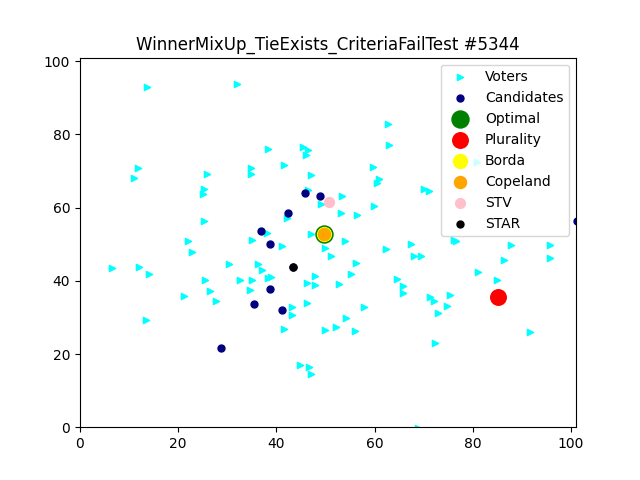 WinnerMixUp_TieExists_CriteriaFailTest #5344
100
80
60
40
20
0
0 20 40 60 80 100
Voters
Candidates
Optimal
Plurality
Borda
Copeland
STV
STAR